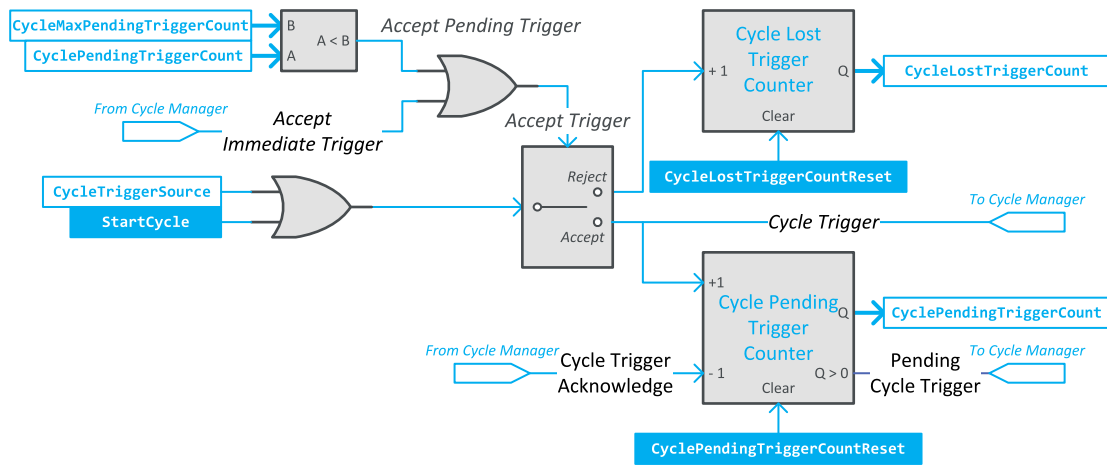 CycleMaxPendingTriggerCount
CyclePendingTriggerCount
B
A
A < B
Accept Pending Trigger
From Cycle Manager
Accept
Immediate Trigger
Accept Trigger
CycleTriggerSource
StartCycle
Reject
Accept
Cycle Lost
Trigger
Counter
+ 1
Q
Clear
CycleLostTriggerCount
CycleLostTriggerCountReset
Cycle Trigger
To Cycle Manager
+1
Cycle Pending
Trigger
Counter
Q
CyclePendingTriggerCount
From Cycle Manager
Cycle Trigger
Acknowledge
- 1
Q > 0
Clear
Pending
Cycle Trigger
To Cycle Manager
CyclePendingTriggerCountReset